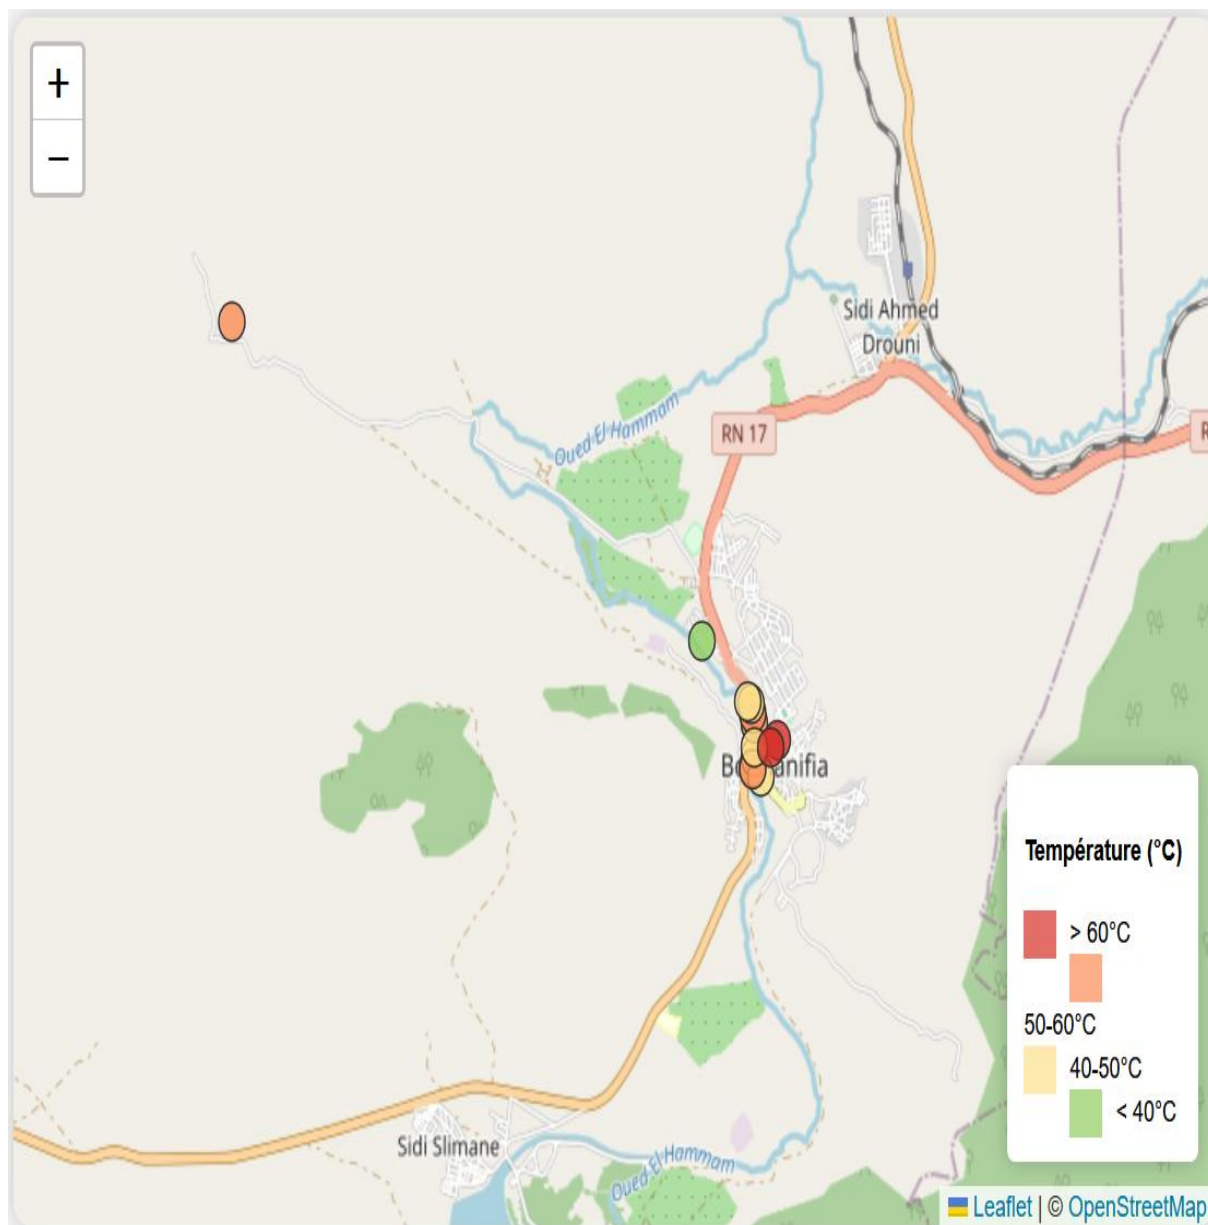 +
−
Sidi Ahmed
Drouni
Oued El Hammam
RN 17
R
anifia
Température (°C)
> 60°C
50-60°C
40-50°C
< 40°C
Sidi Slimane
Oued El Hammam
Leaflet | © OpenStreetMap